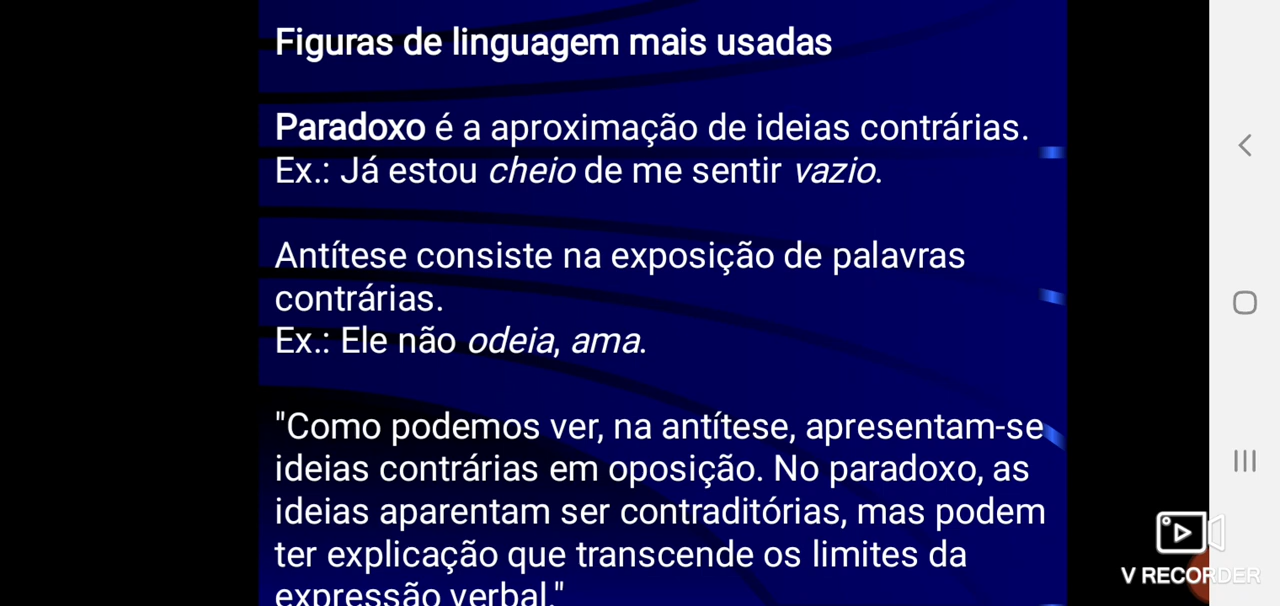 Figuras de linguagem mais usadas
Paradoxo é a aproximação de ideias contrárias.
Ex.: Já estou cheio de me sentir vazio.
Antítese consiste na exposição de palavras
contrárias.
Ex.: Ele não odeia, ama.
"Como podemos ver, na antítese, apresentam-se
ideias contrárias em oposição. No paradoxo, as
ideias aparentam ser contraditórias, mas podem
ter explicação que transcende os limites da
expressão verbal."
V RECORDER